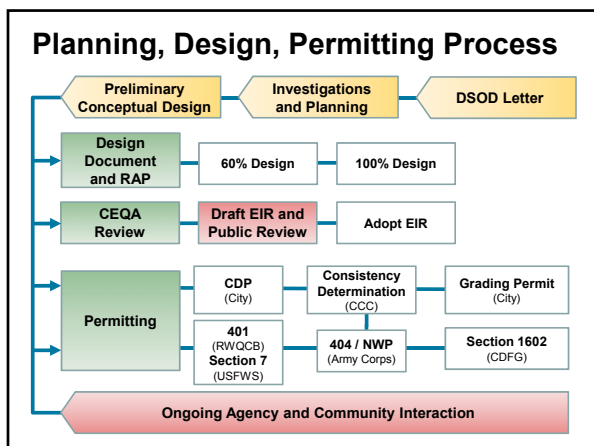 Planning, Design, Permitting Process
Preliminary
Conceptual Design
Investigations
and Planning
DSOD Letter
Design
Document
and RAP
60% Design
100% Design
CEQA
Review
Draft EIR and
Public Review
Adopt EIR
Permitting
CDP
(City)
Consistency
Determination
(CCC)
Grading Permit
(City)
401
(RWQCB)
Section 7
(USFWS)
404 / NWP
(Army Corps)
Section 1602
(CDFG)
Ongoing Agency and Community Interaction